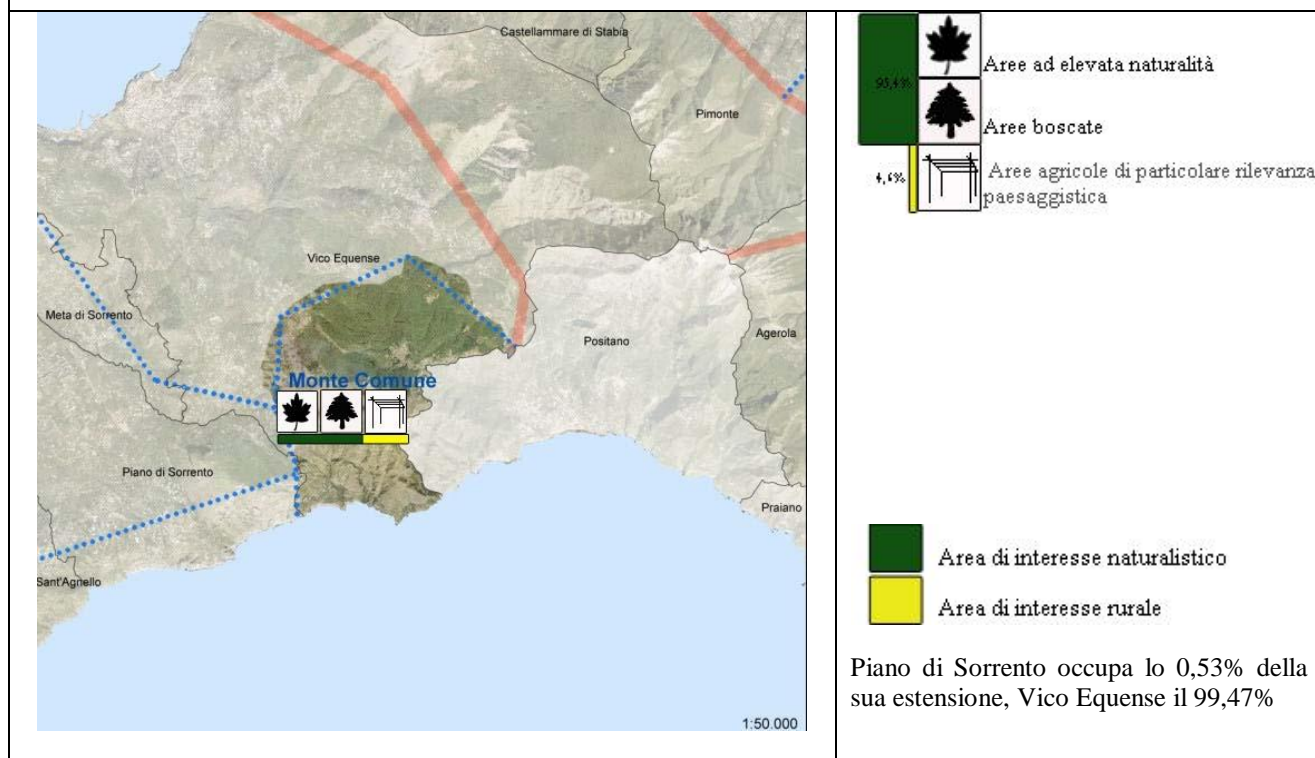 Castellammare di Stabia
Pimonte
Vico Equense
Meta di Sorrento
Positano
Agerola
Monte Comune
Piano di Sorrento
Praiano
Sant'Agnello
1:50.000
Aree ad elevata naturalità
Aree boscate
4,6%
Aree agricole di particolare rilevanza
paesaggistica
Area di interesse naturalistico
Area di interesse rurale
Piano di Sorrento occupa lo 0,53% della
sua estensione, Vico Equense il 99,47%